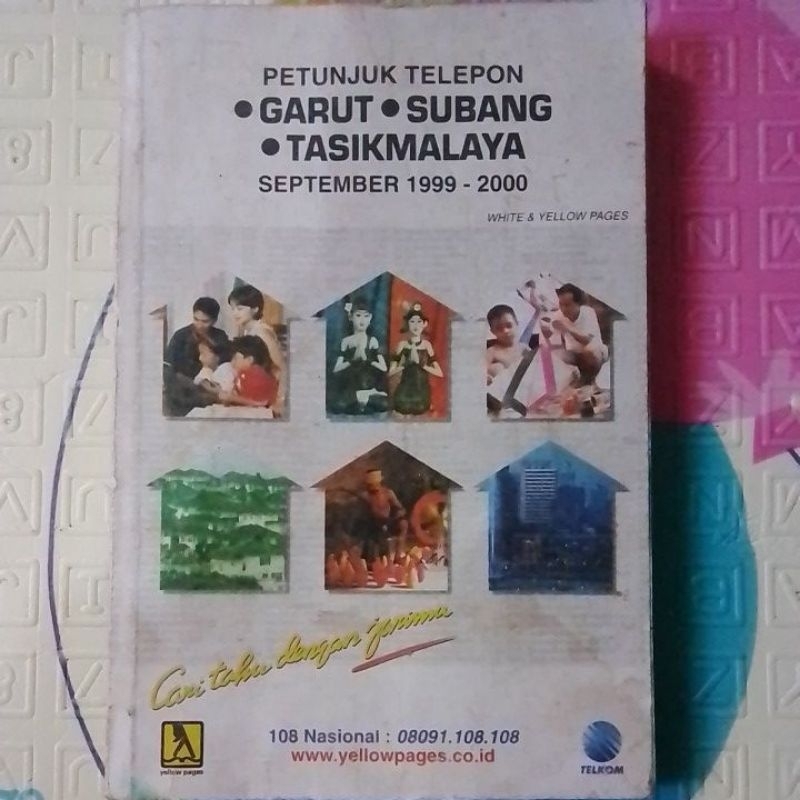 PETUNJUK TELEPON
• GARUT • SUBANG
• TASIKMALAYA
SEPTEMBER 1999 - 2000
WHITE & YELLOW PAGES
Cari tahu dengan jarimu
108 Nasional : 08091.108.108
www.yellowpages.co.id
yellow pages
TELKOM